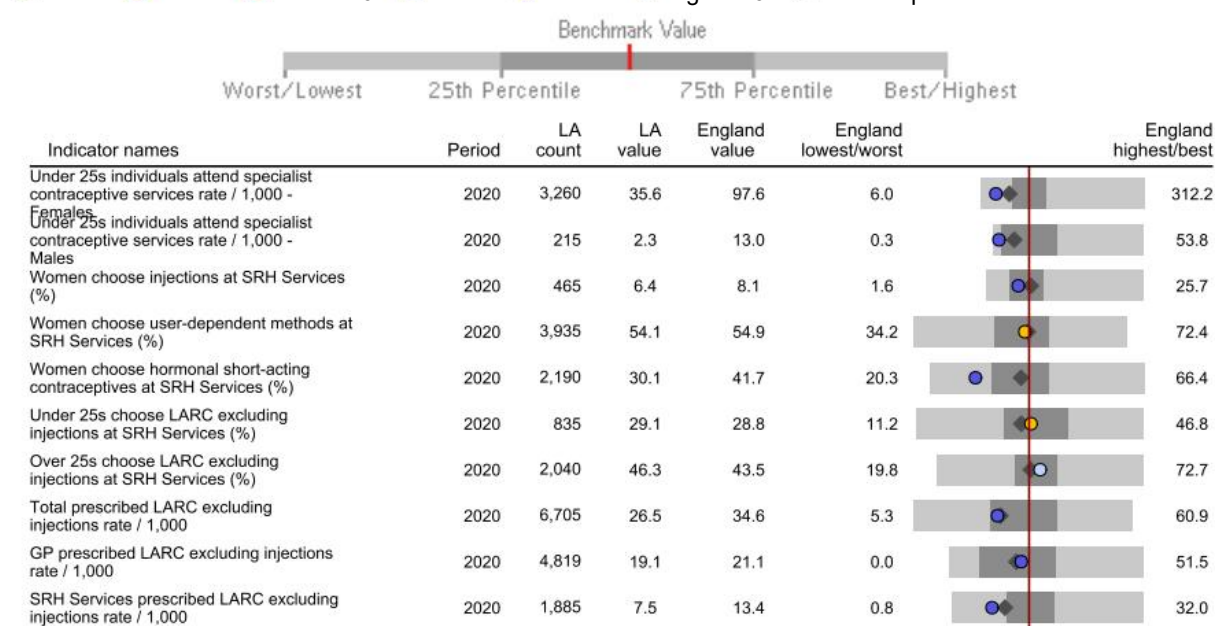 Benchmark Value
Worst/Lowest 25th Percentile 75th Percentile Best/Highest
Indicator names Period LA count LA value England value England lowest/worst England highest/best
Under 25s individuals attend specialist
contraceptive services rate / 1,000 -
Females
2020 3,260 35.6 97.6 6.0 312.2
Under 25s individuals attend specialist
contraceptive services rate / 1,000 -
Males
2020 215 2.3 13.0 0.3 53.8
Women choose injections at SRH Services
(%)
2020 465 6.4 8.1 1.6 25.7
Women choose user-dependent methods at
SRH Services (%)
2020 3,935 54.1 54.9 34.2 72.4
Women choose hormonal short-acting
contraceptives at SRH Services (%)
2020 2,190 30.1 41.7 20.3 66.4
Under 25s choose LARC excluding
injections at SRH Services (%)
2020 835 29.1 28.8 11.2 46.8
Over 25s choose LARC excluding
injections at SRH Services (%)
2020 2,040 46.3 43.5 19.8 72.7
Total prescribed LARC excluding
injections rate / 1,000
2020 6,705 26.5 34.6 5.3 60.9
GP prescribed LARC excluding injections
rate / 1,000
2020 4,819 19.1 21.1 0.0 51.5
SRH Services prescribed LARC excluding
injections rate / 1,000
2020 1,885 7.5 13.4 0.8 32.0